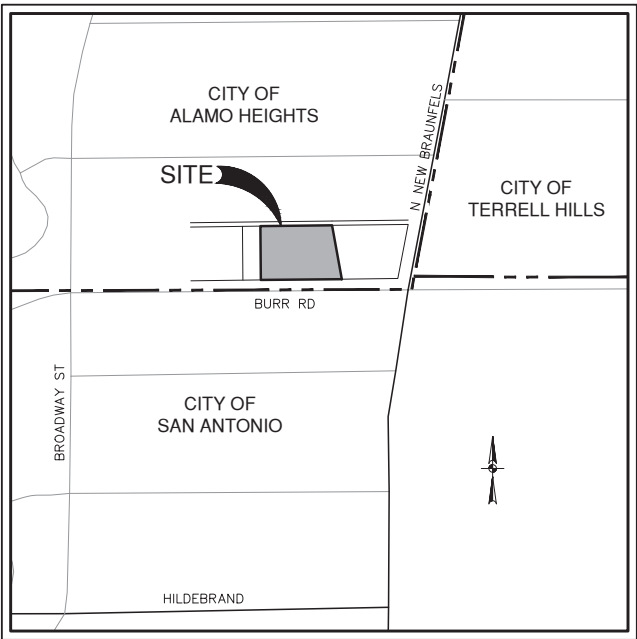 CITY OF
ALAMO HEIGHTS
N NEW BRAUNFELS
SITE
CITY OF
TERRELL HILLS
BURR RD
BROADWAY ST
CITY OF
SAN ANTONIO
HILDEBRAND